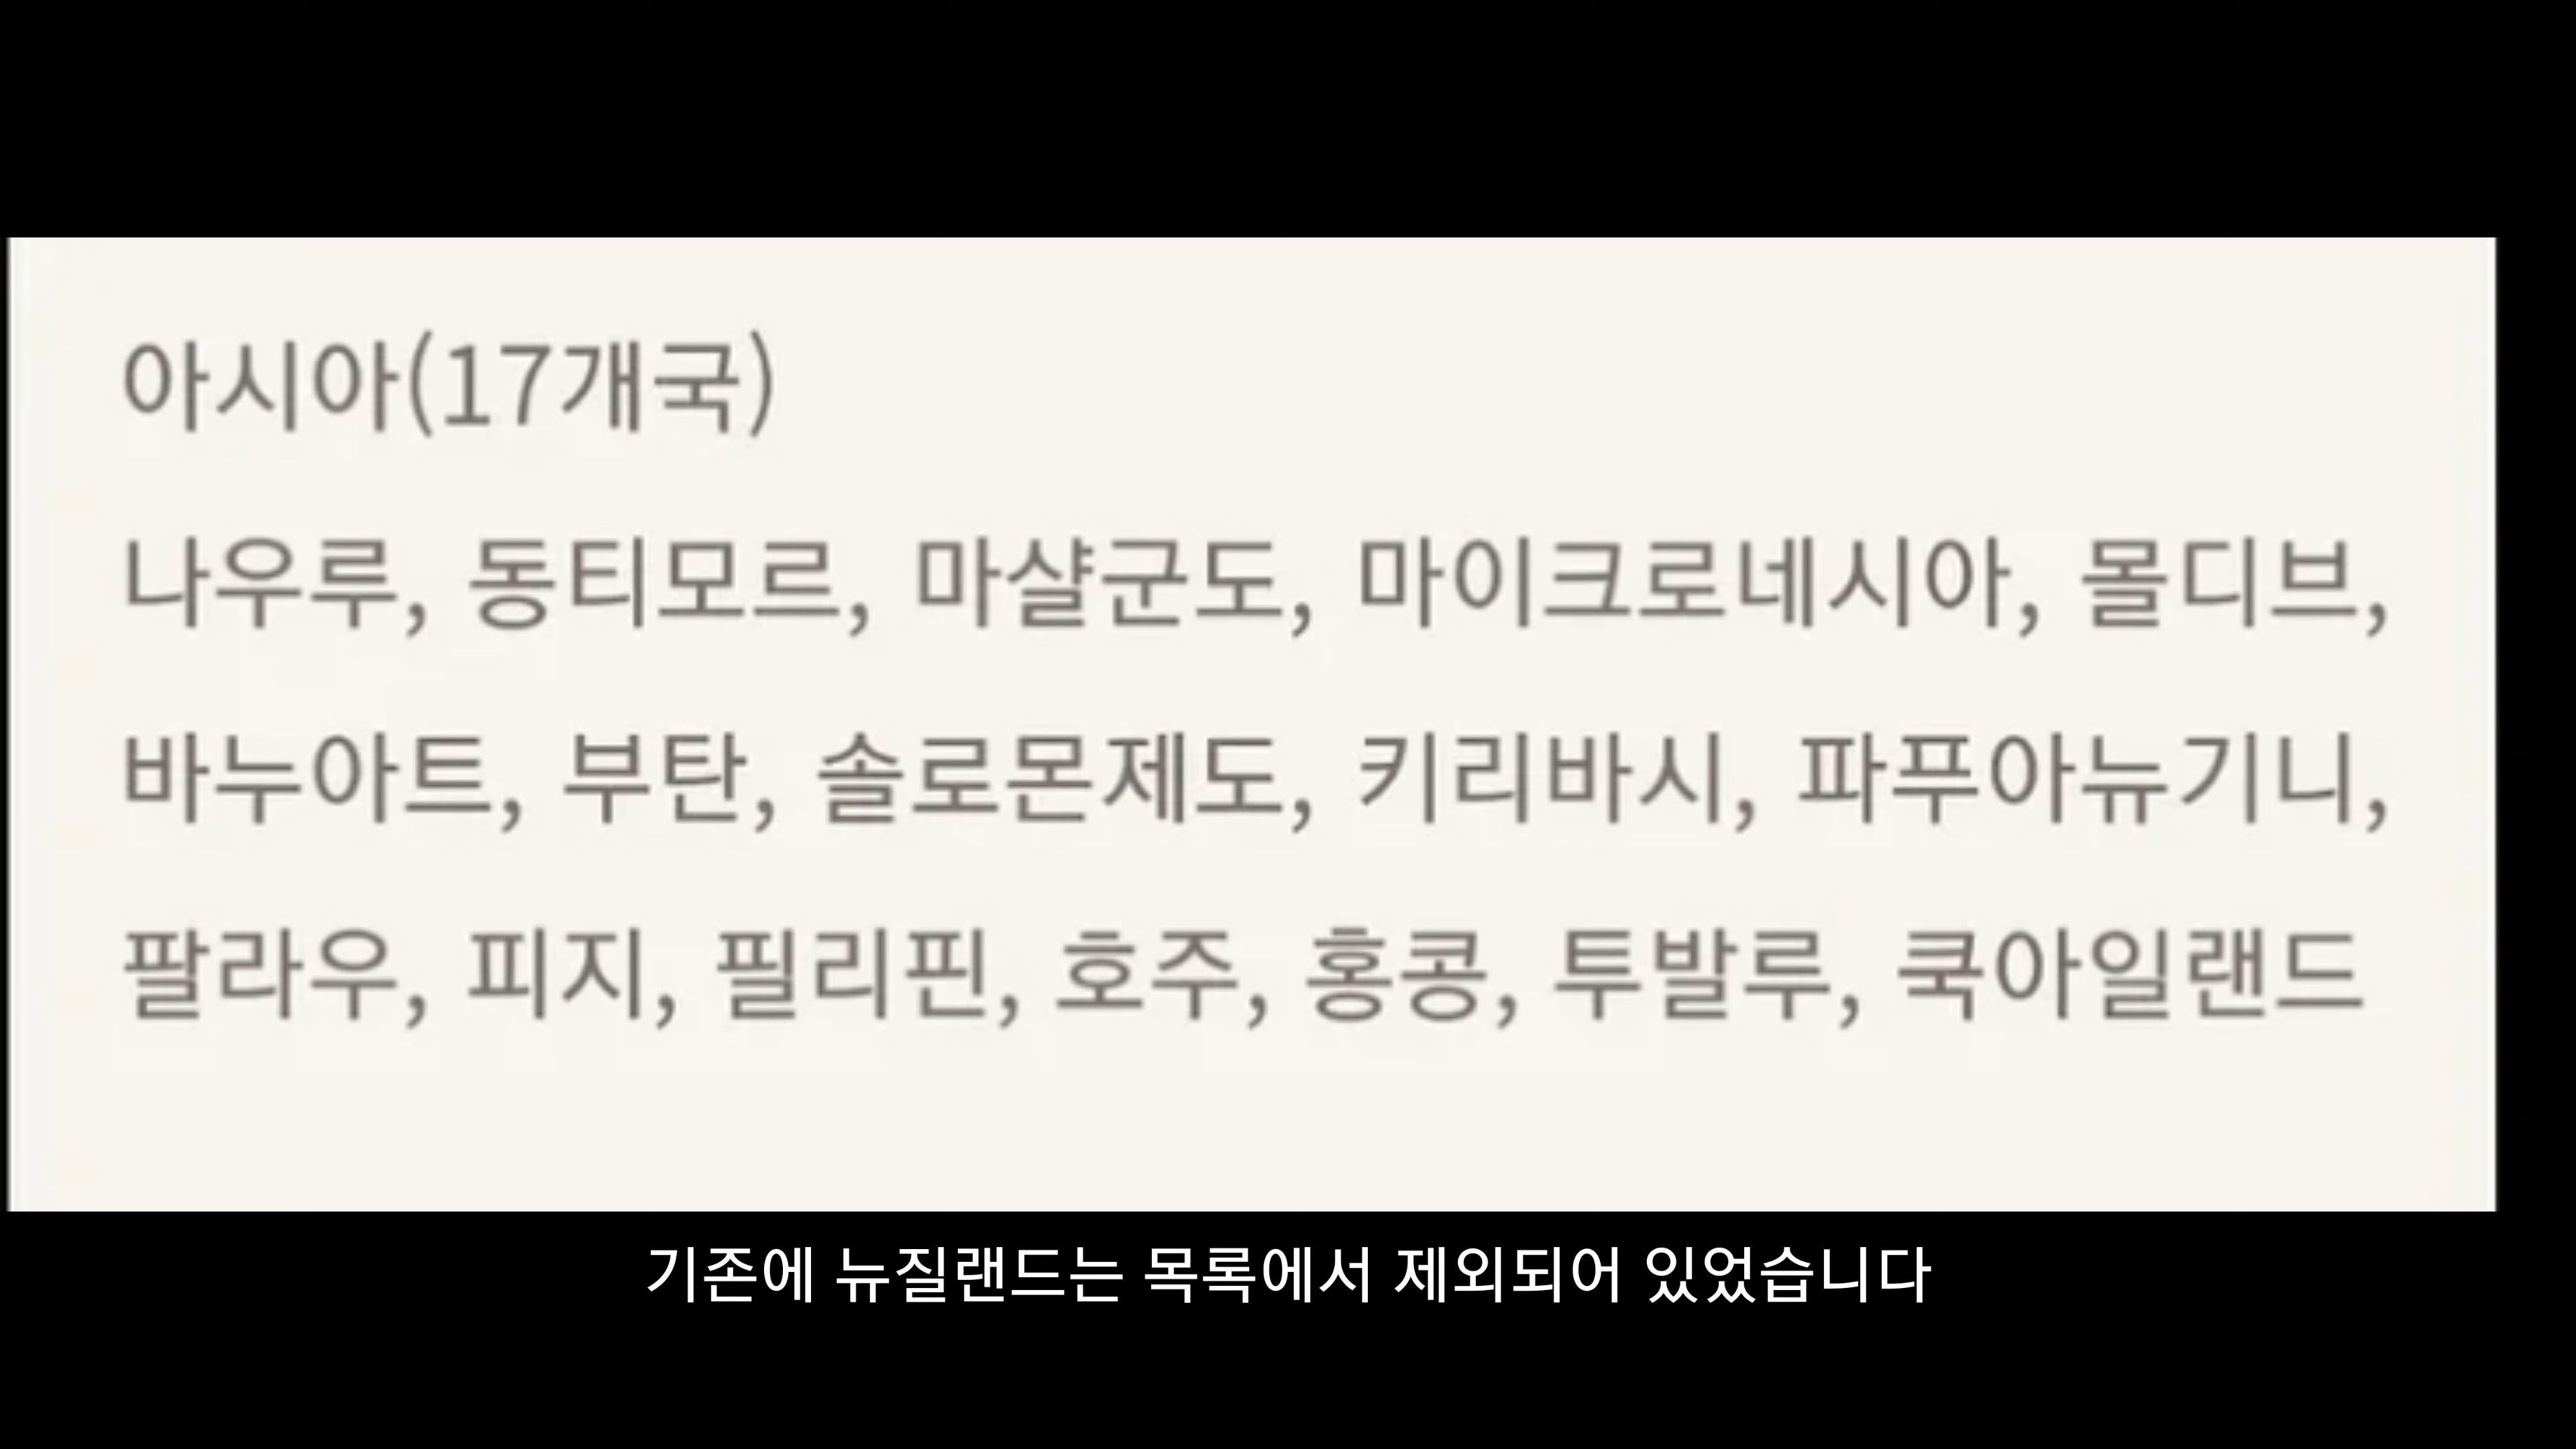 아시아(17개국)
나우루, 동티모르, 마샬군도, 마이크로네시아, 몰디브,
바누아트, 부탄, 솔로몬제도, 키리바시, 파푸아뉴기니,
팔라우, 피지, 필리핀, 호주, 홍콩, 투발루, 쿡아일랜드
기존에 뉴질랜드는 목록에서 제외되어 있었습니다